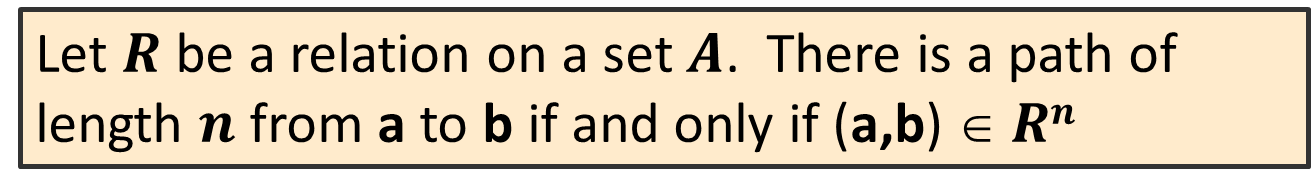 Let R be a relation on a set A. There is a path of
length n from a to b if and only if (a,b) ∈ Rⁿ